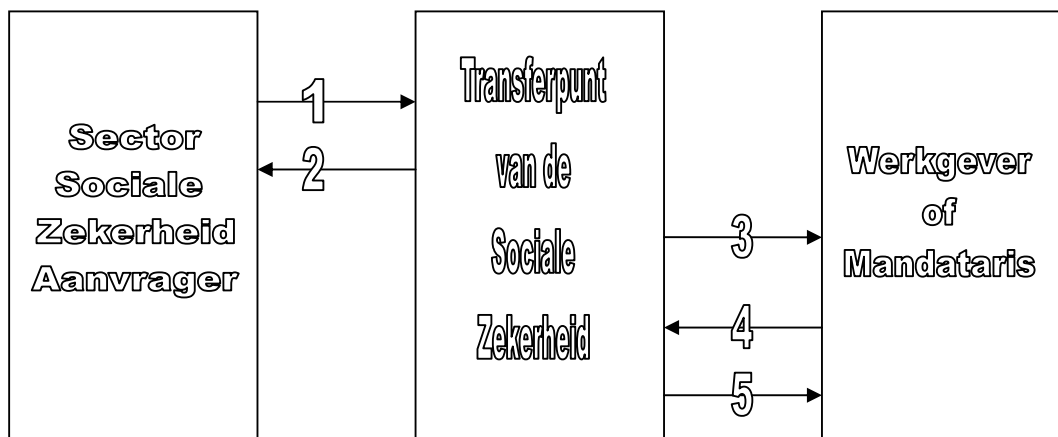 Sector
Sociale
Zekerheid
Aanvrager
1
2
Transferpunt
van de
Sociale
Zekerheid
3
4
5
Werkgever
of
Mandataris